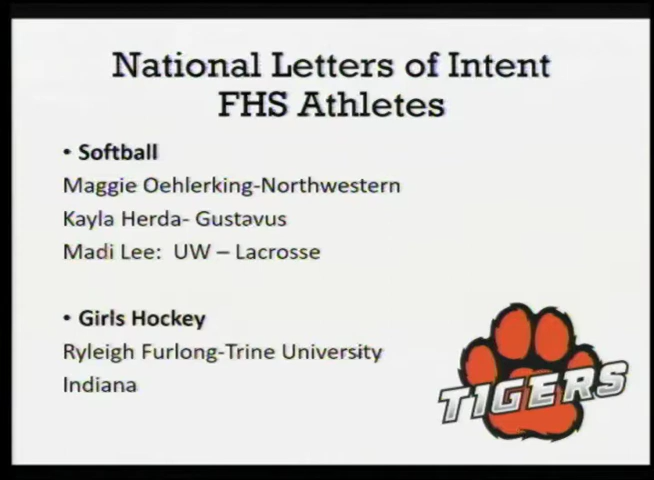 National Letters of Intent
FHS Athletes
• Softball
Maggie Oehlerking-Northwestern
Kayla Herda- Gustavus
Madi Lee:  UW – Lacrosse
• Girls Hockey
Ryleigh Furlong-Trine University
Indiana
TIGERS